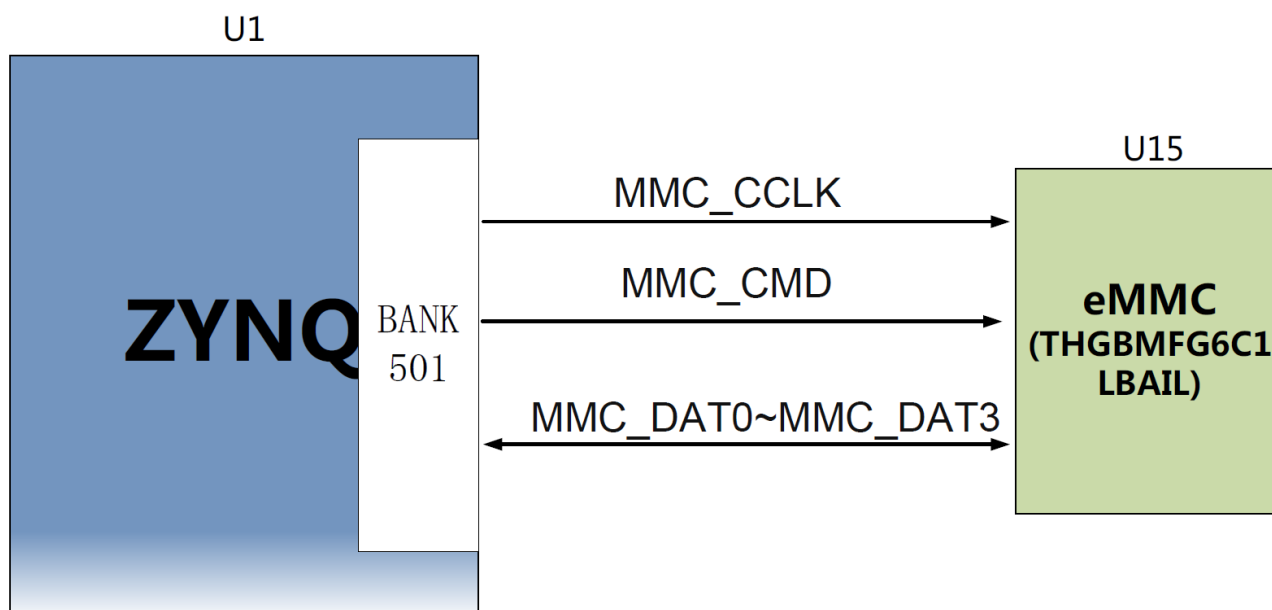 U1
U15
MMC_CCLK
MMC_CMD
ZYNQ
BANK
501
eMMC
(THGBMFG6C1
LBAIL)
MMC_DAT0~MMC_DAT3